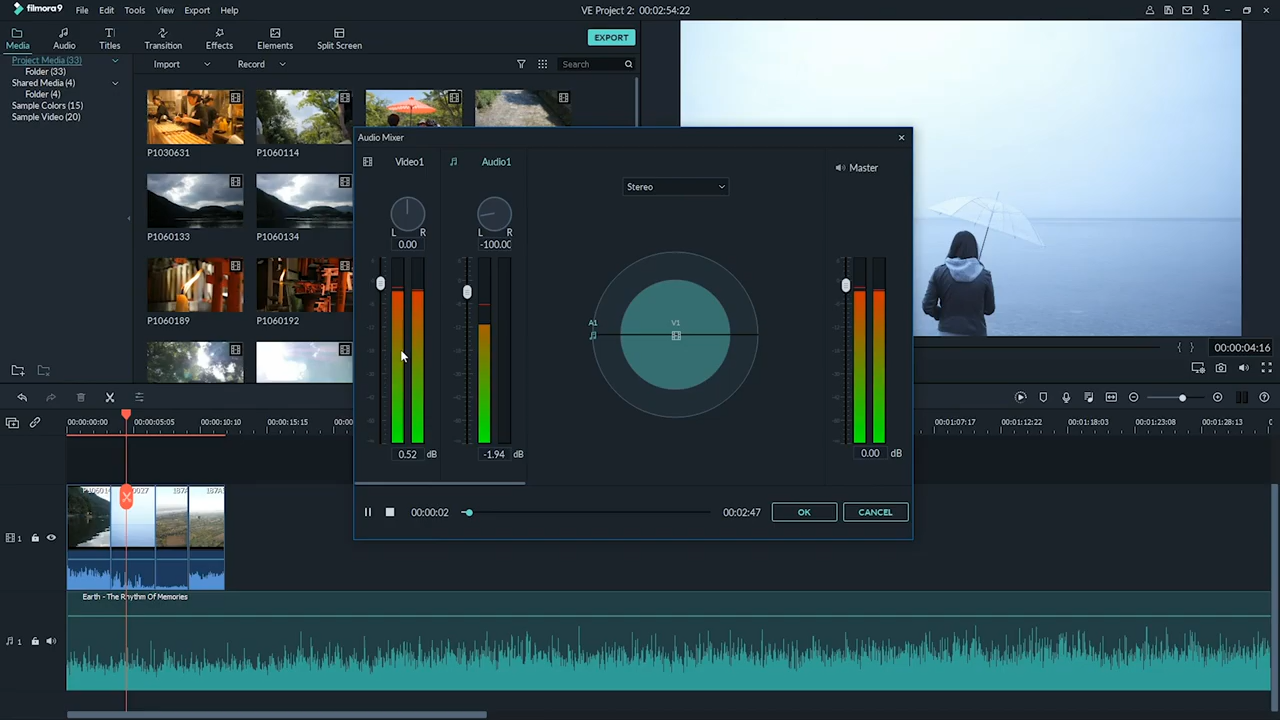 filmora9 File Edit Tools View Export Help VE Project 2: 00:02:54:22
Media Audio Titles Transition Effects Elements Split Screen EXPORT
Project Media (33)
Folder (33)
Shared Media (4)
Folder (4)
Sample Colors (15)
Sample Video (20)
Import Record Search
P1030631
P1060114
P1060133
P1060134
P1060189
P1060192
Audio Mixer
Video1 Audio1 Master
Stereo
L R L R
0.00 -100.00
A1 V1
0.52 dB -1.94 dB 0.00 dB
00:00:02 00:02:47 OK CANCEL
00:00:04:16
00:00:00:00 00:00:05:05 00:00:10:10 00:00:15:15 00:01:07:17 00:01:12:22 00:01:18:03 00:01:23:08 00:01:28:13
1
Earth - The Rhythm Of Memories
1